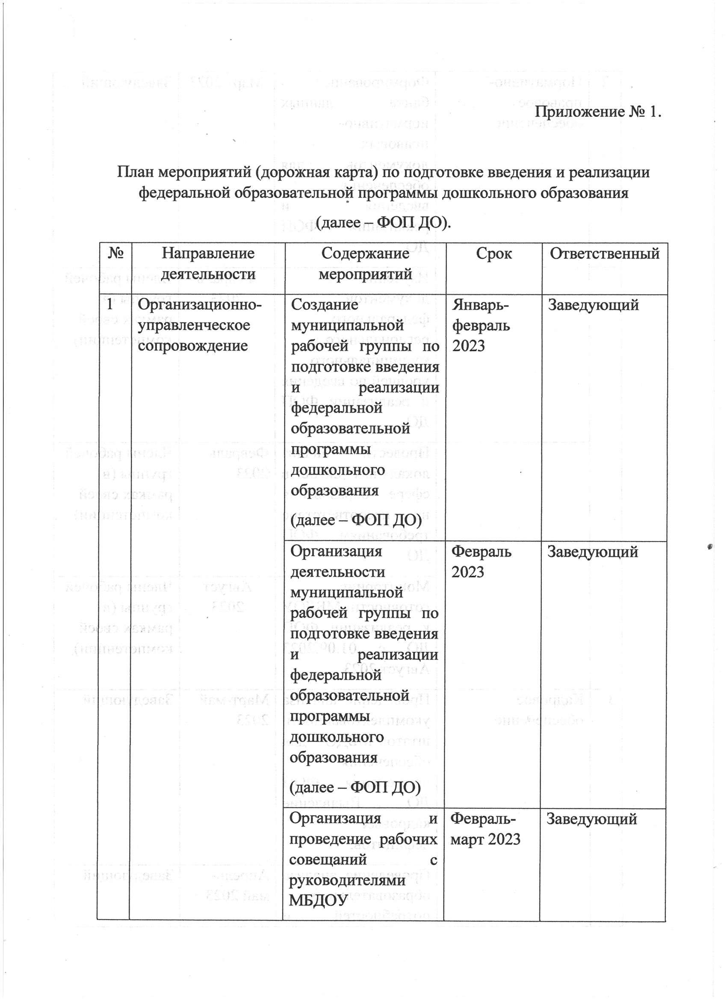 Приложение № 1.
План мероприятий (дорожная карта) по подготовке введения и реализации
федеральной образовательной программы дошкольного образования
(далее – ФОП ДО).
№ Направление деятельности Содержание мероприятий Срок Ответственный
1
Организационно-
управленческое
сопровождение
Создание
муниципальной
рабочей группы по
подготовке введения
и реализации
федеральной
образовательной
программы
дошкольного
образования
(далее – ФОП ДО)
Январь-
февраль
2023
Заведующий
Организация
деятельности
муниципальной
рабочей группы по
подготовке введения
и реализации
федеральной
образовательной
программы
дошкольного
образования
(далее – ФОП ДО)
Февраль
2023
Заведующий
Организация и
проведение рабочих
совещаний с
руководителями
МБДОУ
Февраль-
март 2023
Заведующий